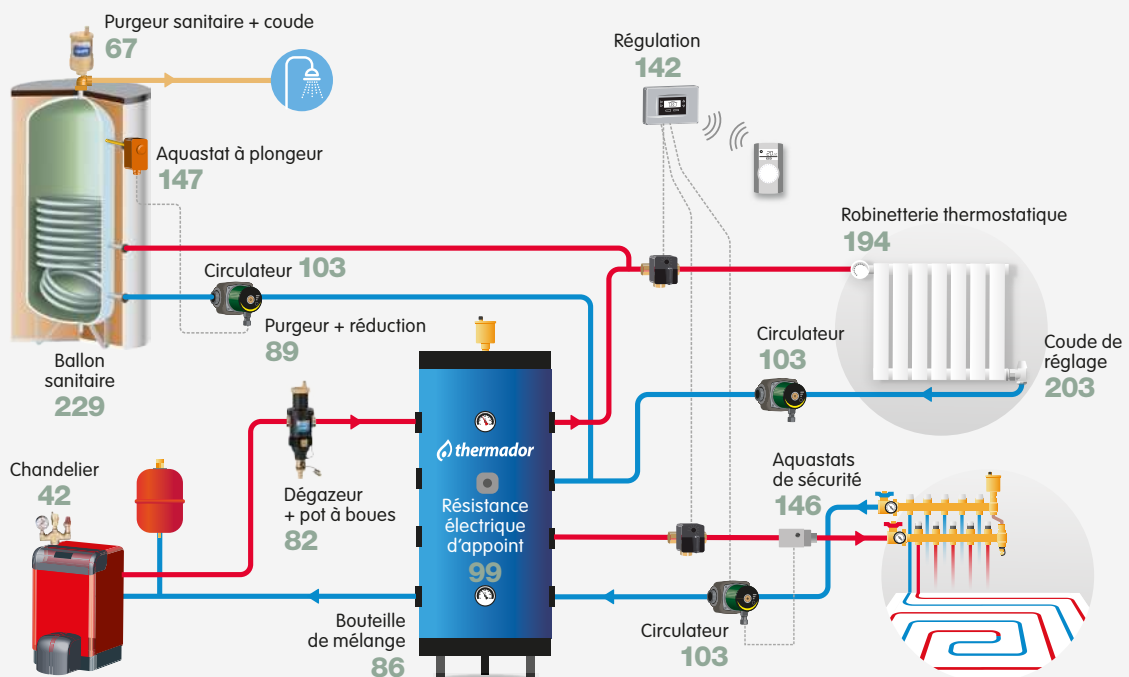 Purgeur sanitaire + coude
67
Régulation
142
Aquastat à plongeur
147
Robinetterie thermostatique
194
Circulateur 103
Purgeur + réduction
89
Circulateur
103
Coude de
réglage
203
Ballon
sanitaire
229
Chandelier
42
Dégazeur
+ pot à boues
82
thermador
Résistance
électrique
d'appoint
99
Aquastats
de sécurité
146
Bouteille
de mélange
86
Circulateur
103